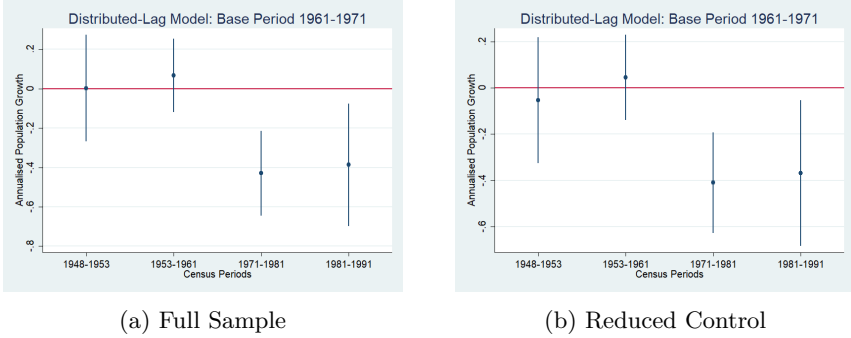 Distributed-Lag Model: Base Period 1961-1971
Annualised Population Growth
.2
0
-.2
-.4
-.6
-.8
1948-1953 1953-1961 1971-1981 1981-1991
Census Periods
(a) Full Sample
Distributed-Lag Model: Base Period 1961-1971
Annualised Population Growth
.2
0
-.2
-.4
-.6
1948-1953 1953-1961 1971-1981 1981-1991
Census Periods
(b) Reduced Control